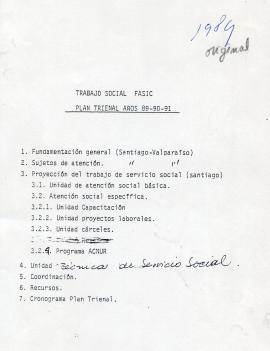 1989
original
TRABAJO SOCIAL FASIC
PLAN TRIENAL AÑOS 89-90-91
1. Fundamentación general (Santiago-Valparaíso)
2. Sujetos de atención. " "
3. Proyección del trabajo de servicio social (santiago)
3.1. Unidad de atención social básica.
3.2. Atención social específica.
3.2.1. Unidad Capacitación
3.2.2. Unidad proyectos laborales.
3.2.3. Unidad cárceles.
3.2.4. Programa ACNUR
4. Unidad Técnica de Servicio Social.
5. Coordinación.
6. Recursos.
7. Cronograma Plan Trienal.